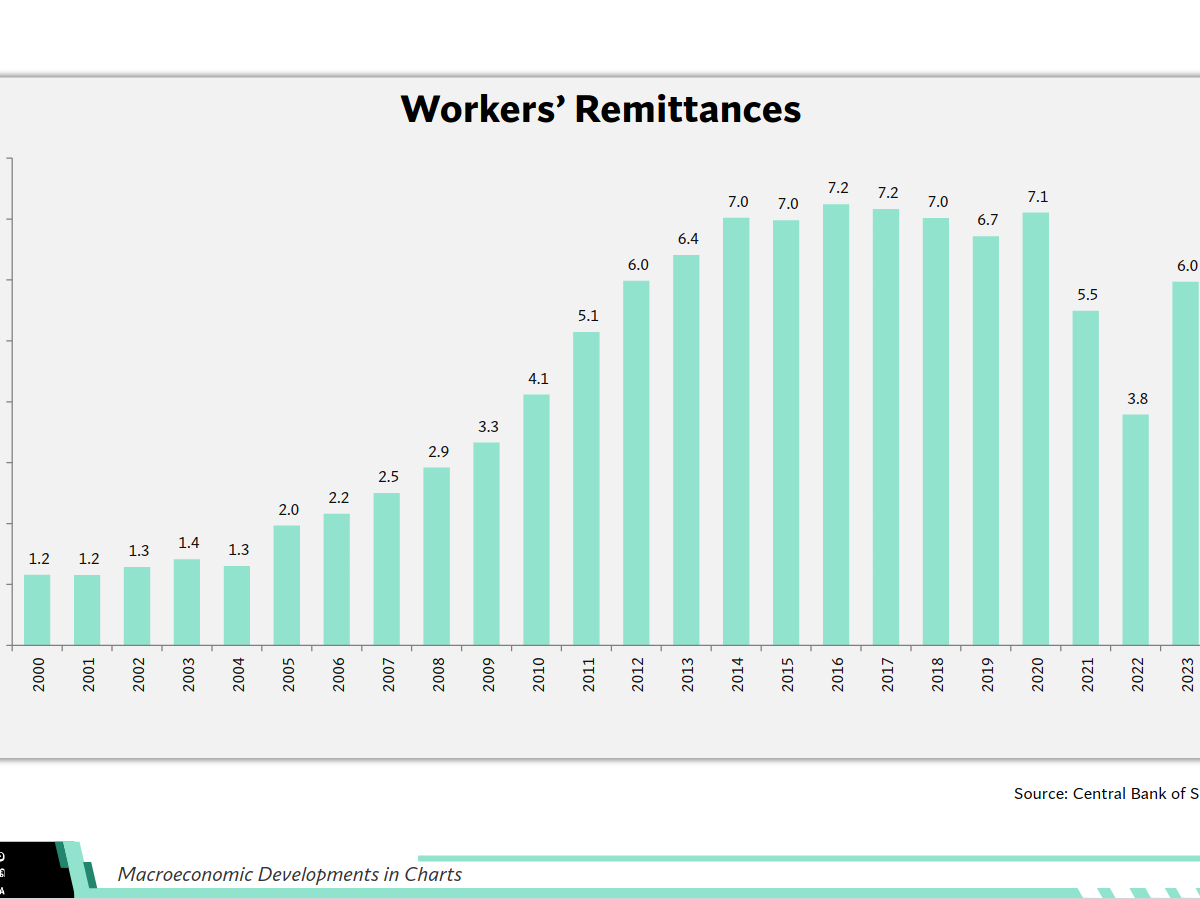 Workers’ Remittances
1.2 1.2 1.3 1.4 1.3 2.0 2.2 2.5 2.9 3.3 4.1 5.1 6.0 6.4 7.0 7.0 7.2 7.2 7.0 6.7 7.1 5.5 3.8 6.0
2000 2001 2002 2003 2004 2005 2006 2007 2008 2009 2010 2011 2012 2013 2014 2015 2016 2017 2018 2019 2020 2021 2022 2023
Source: Central Bank of S
Macroeconomic Developments in Charts